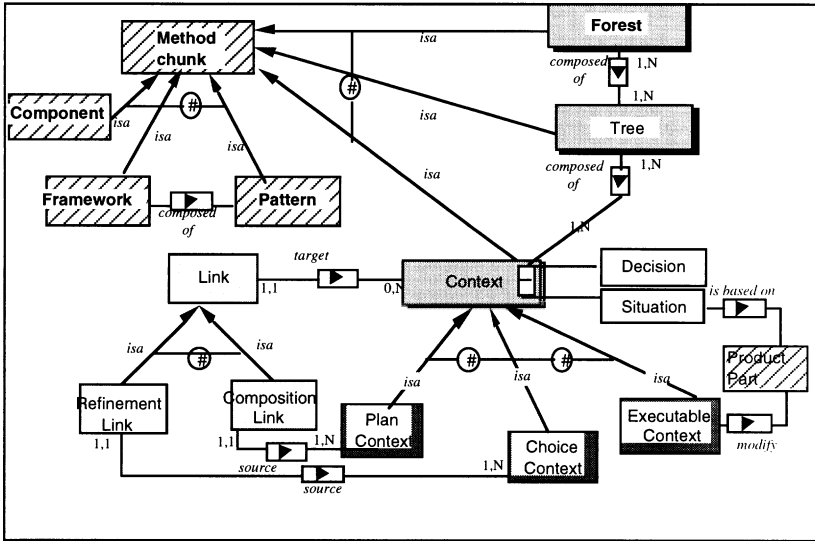 Method
chunk
isa
Forest
composed
of
1,N
1,N
#
Component
isa
#
isa
isa
isa
Tree
composed
of
1,N
1,N
isa
Framework
composed
of
Pattern
target
Link
1,1
0,N
Context
Decision
Situation
is based on
Product
Part
isa
#
isa
isa
#
#
isa
isa
Refinement
Link
Composition
Link
Plan
Context
Choice
Context
Executable
Context
modify
1,1
1,1
source
1,N
source
1,N